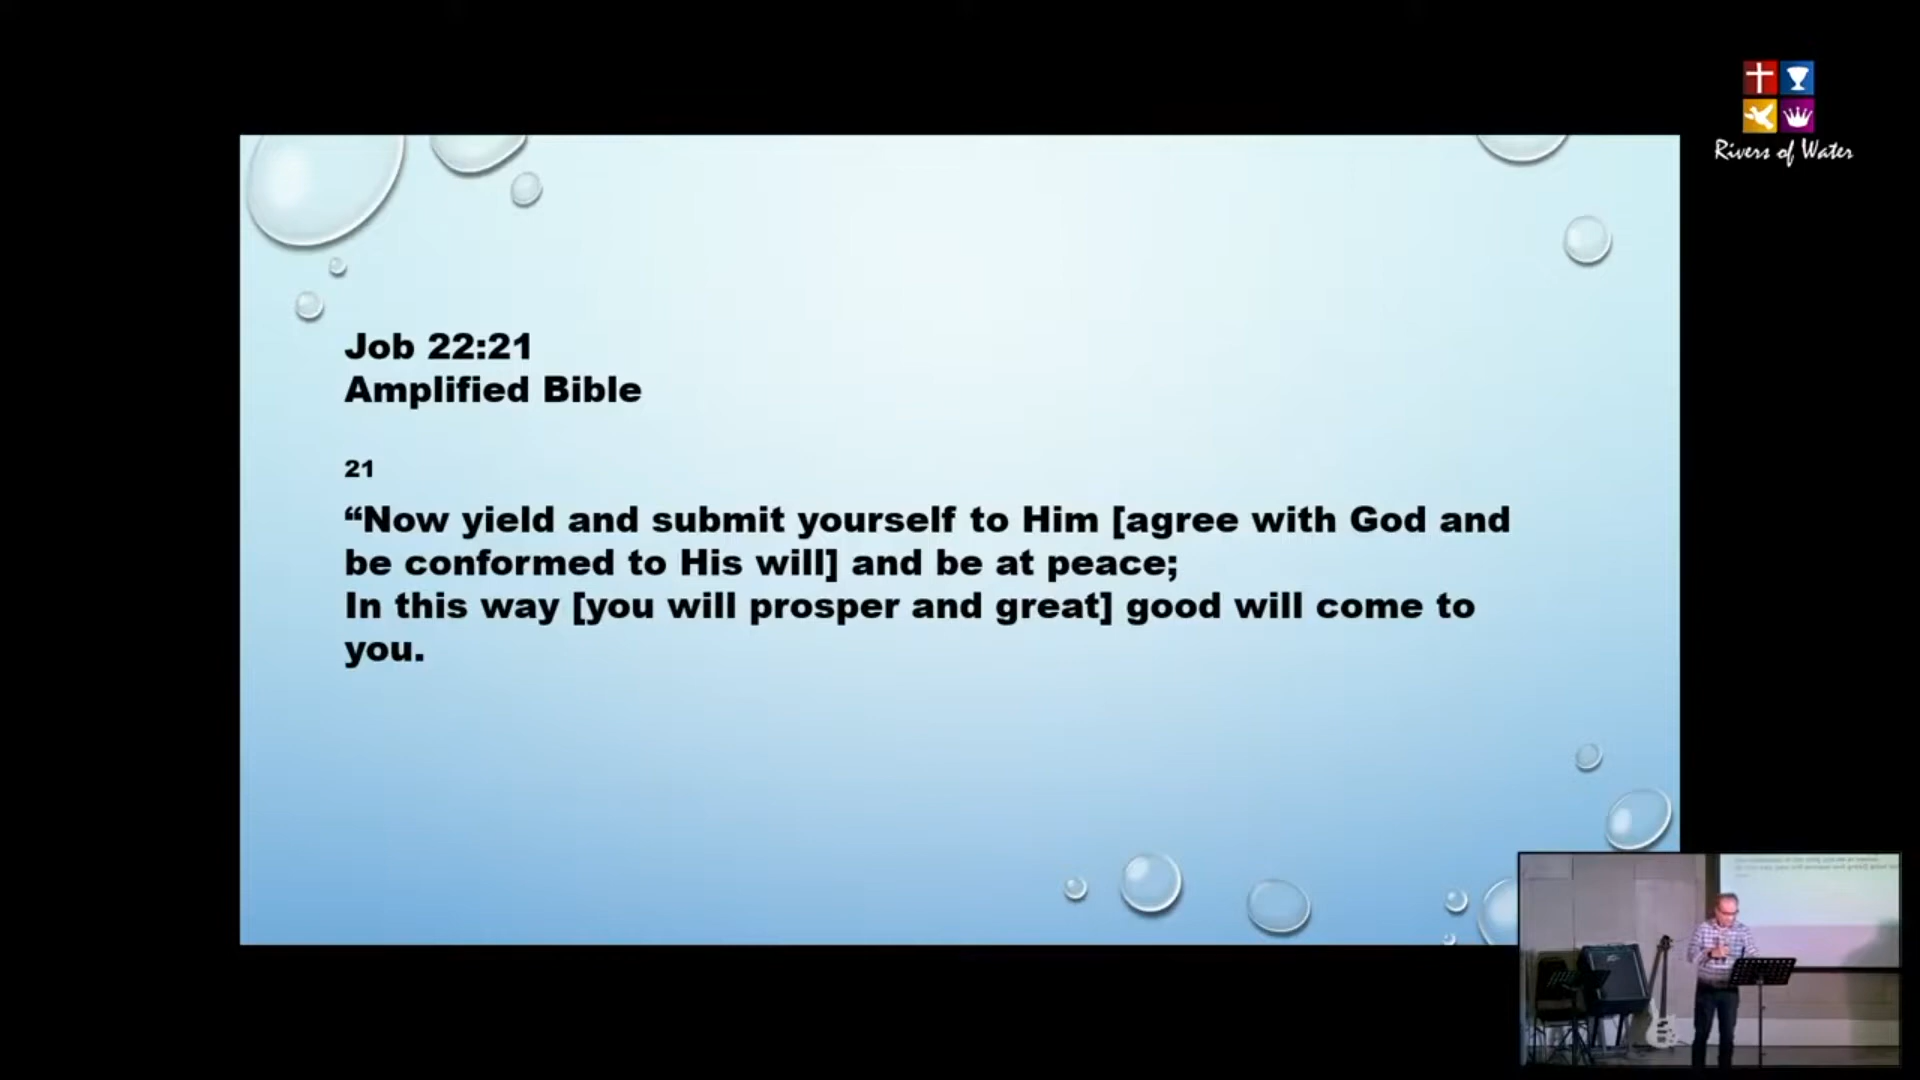 Rivers of Water
Job 22:21
Amplified Bible
21
“Now yield and submit yourself to Him [agree with God and
be conformed to His will] and be at peace;
In this way [you will prosper and great] good will come to
you.